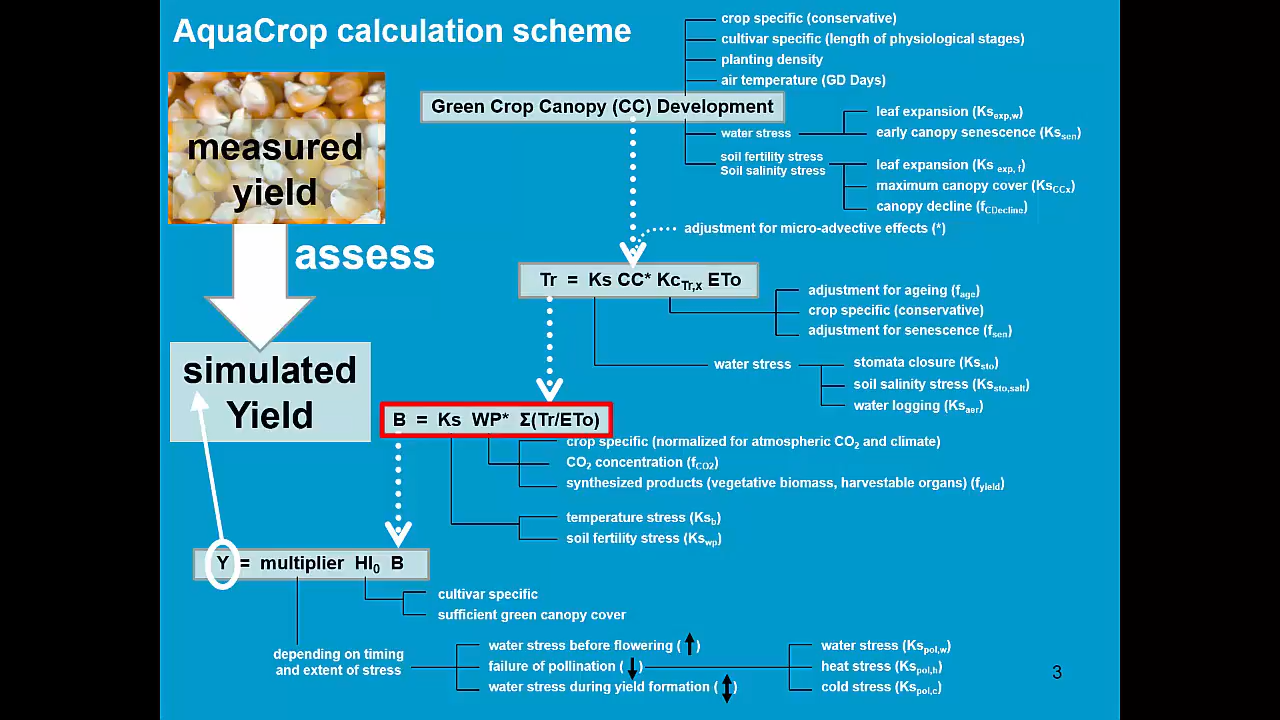 AquaCrop calculation scheme
crop specific (conservative)
cultivar specific (length of physiological stages)
planting density
air temperature (GD Days)
Green Crop Canopy (CC) Development
water stress
leaf expansion (Ksexp,w)
early canopy senescence (Kssen)
soil fertility stress
Soil salinity stress
leaf expansion (Ks exp, f)
maximum canopy cover (KsCCx)
canopy decline (fCDecline)
measured
yield
assess
simulated
Yield
adjustment for micro-advective effects (*)
Tr = Ks CC* KcTr,x ETo
adjustment for ageing (fage)
crop specific (conservative)
adjustment for senescence (fsen)
water stress
stomata closure (Kssto)
soil salinity stress (Kssto,salt)
water logging (Ksaer)
B = Ks WP* Σ(Tr/ETo)
crop specific (normalized for atmospheric CO2 and climate)
CO2 concentration (fCO2)
synthesized products (vegetative biomass, harvestable organs) (fyield)
temperature stress (Ksb)
soil fertility stress (Kswp)
Y = multiplier HI0 B
cultivar specific
sufficient green canopy cover
depending on timing
and extent of stress
water stress before flowering (↑)
failure of pollination (↓)
water stress during yield formation (↕)
water stress (Kspol,w)
heat stress (Kspol,h)
cold stress (Kspol,c)
3